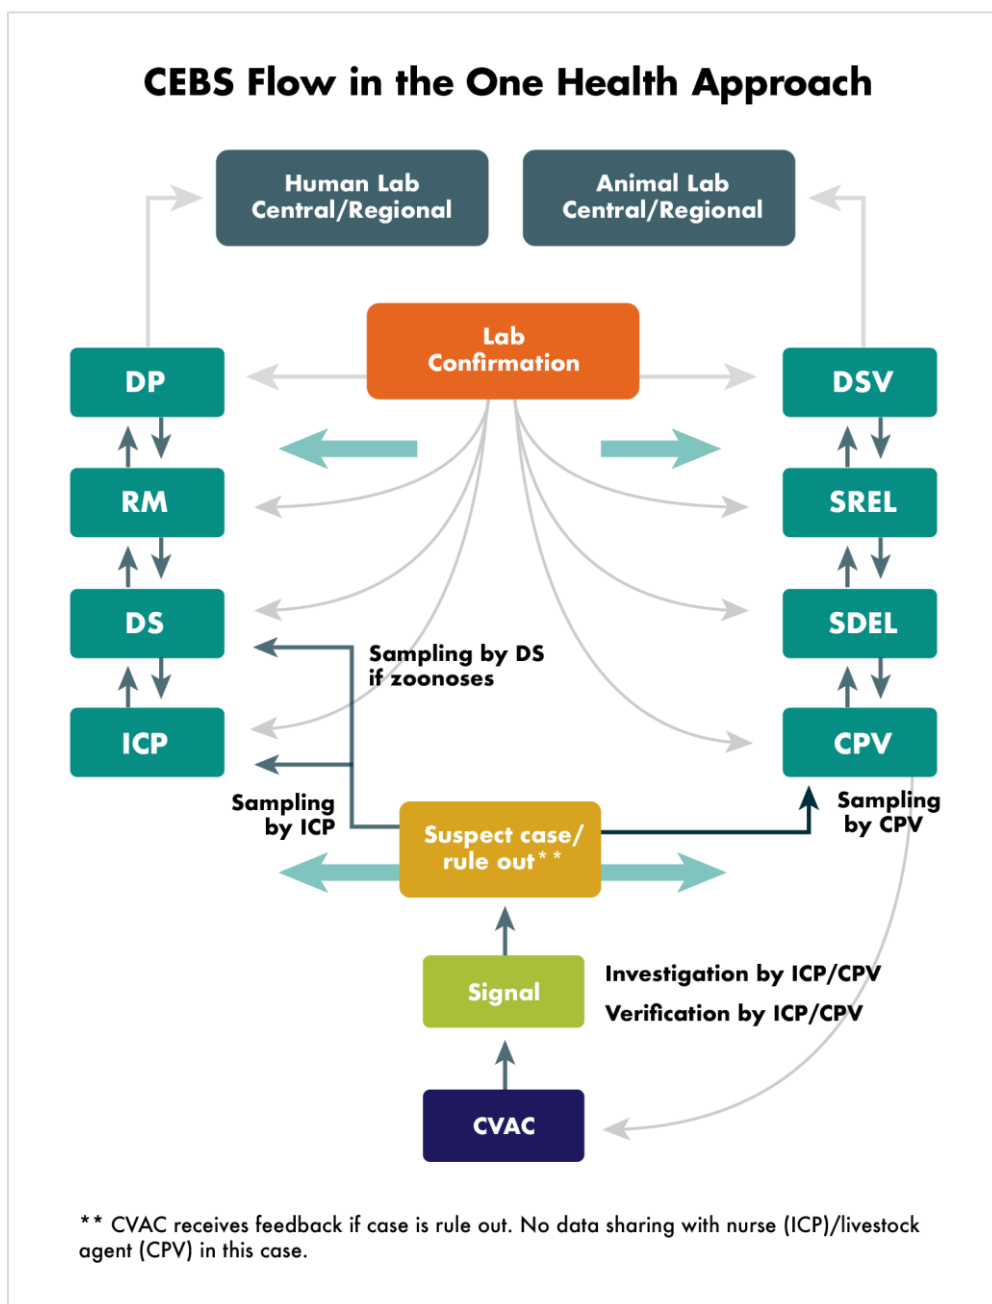 CEBS Flow in the One Health Approach
Human Lab
Central/Regional
Animal Lab
Central/Regional
Lab
Confirmation
DP
DSV
RM
SREL
DS
SDEL
Sampling by DS
if zoonoses
ICP
CPV
Sampling
by ICP
Suspect case/
rule out**
Sampling
by CPV
Signal
Investigation by ICP/CPV
Verification by ICP/CPV
CVAC
** CVAC receives feedback if case is rule out. No data sharing with nurse (ICP)/livestock
agent (CPV) in this case.